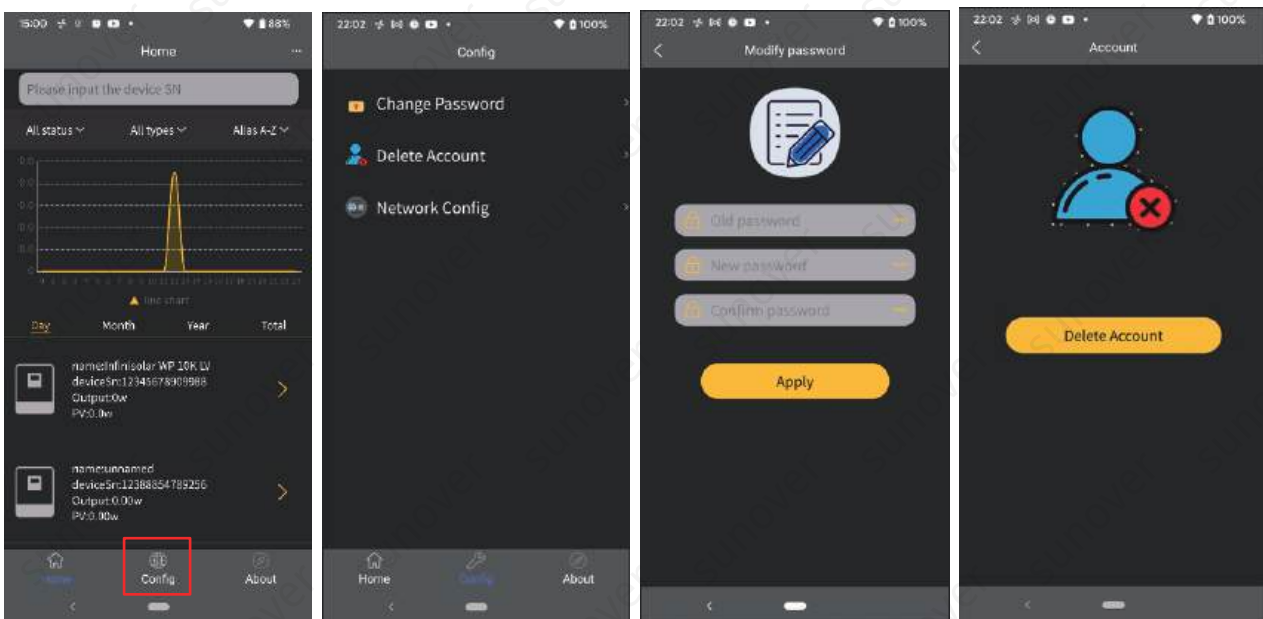 15:00
88%
Home
Please input the device SN
All status
All types
Alias A-Z
line chart
Day
Month
Year
Total
name:Infinisolar WP 10K LV
deviceSn:12345678909988
Output:0w
PV:0.0w
name:unnamed
deviceSn:12388854789256
Output:0.00w
PV:0.00w
Home
Config
About
22:02
100%
Config
Change Password
Delete Account
Network Config
Home
Config
About
22:02
100%
Modify password
Old password
New password
Confirm password
Apply
22:02
100%
Account
Delete Account
sunover